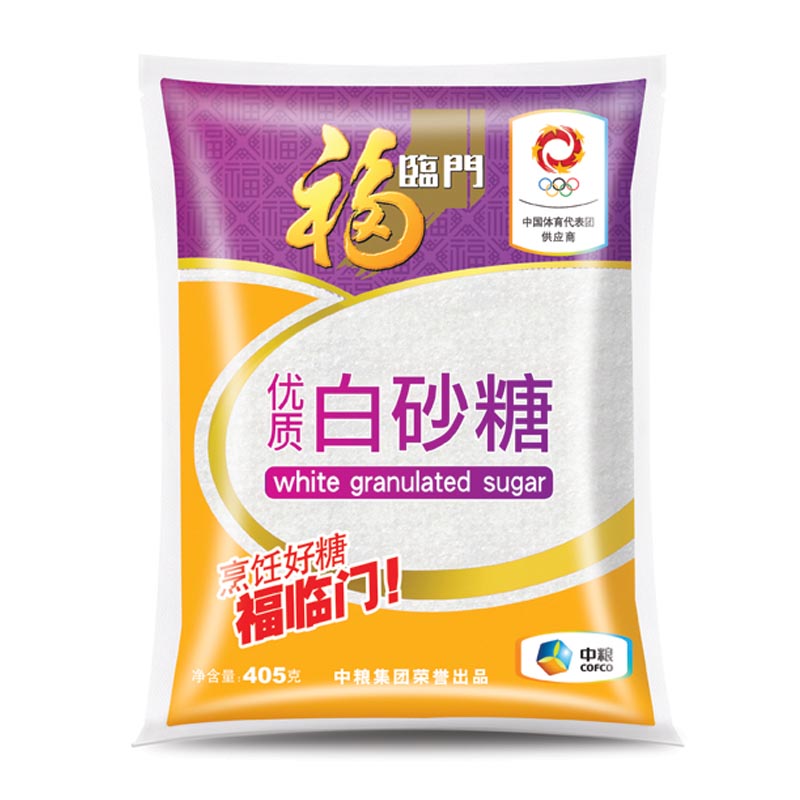 福臨門
中国体育代表团
供应商
优质
白砂糖
white granulated sugar
烹饪好糖
福临门!
净含量: 405克
中粮集团荣誉出品
中粮
COFCO